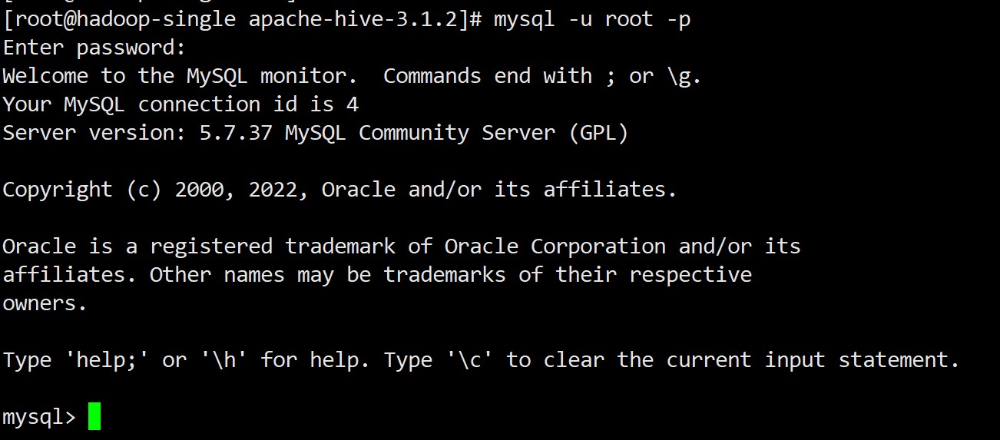 [root@hadoop-single apache-hive-3.1.2]# mysql -u root -p
Enter password:
Welcome to the MySQL monitor.  Commands end with ; or \g.
Your MySQL connection id is 4
Server version: 5.7.37 MySQL Community Server (GPL)
Copyright (c) 2000, 2022, Oracle and/or its affiliates.
Oracle is a registered trademark of Oracle Corporation and/or its
affiliates. Other names may be trademarks of their respective
owners.
Type 'help;' or '\h' for help. Type '\c' to clear the current input statement.
mysql>